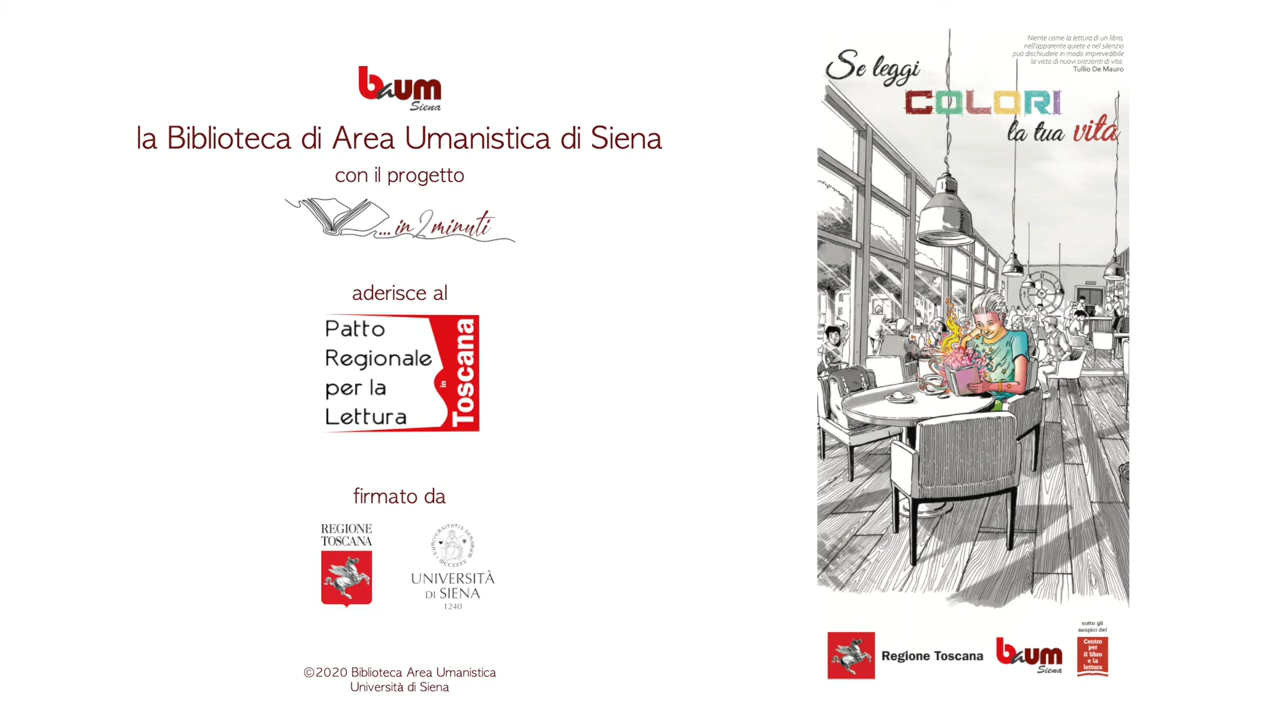 baum
Siena
la Biblioteca di Area Umanistica di Siena
con il progetto
...in 2 minuti
aderisce al
Patto
Regionale
per la
Lettura
in
Toscana
firmato da
REGIONE
TOSCANA
UNIVERSITÀ
DI SIENA
1240
©2020 Biblioteca Area Umanistica
Università di Siena
Niente come la lettura di un libro,
nell'apparente quiete e nel silenzio
può dischiudere in modo imprevedibile
la vista di nuovi orizzonti di vita.
Tullio De Mauro
Se leggi
COLORI
la tua vita
Regione Toscana
baum
Siena
sotto gli
auspici del
Centro
per
il libro
e la
lettura